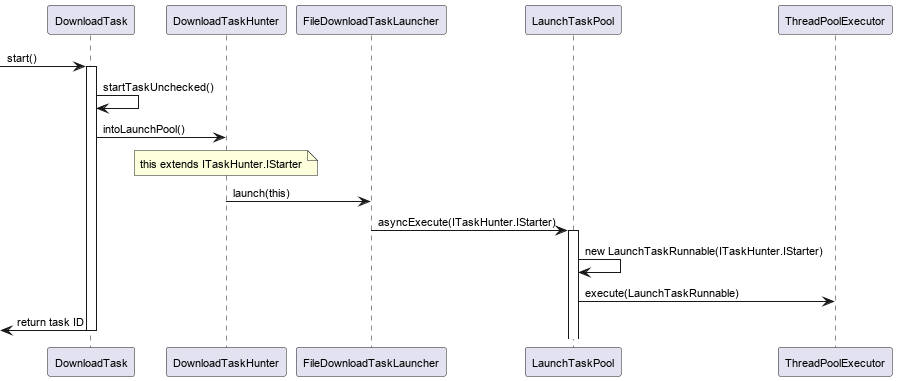 DownloadTask
DownloadTaskHunter
FileDownloadTaskLauncher
LaunchTaskPool
ThreadPoolExecutor
start()
startTaskUnchecked()
intoLaunchPool()
this extends ITaskHunter.IStarter
launch(this)
asyncExecute(ITaskHunter.IStarter)
new LaunchTaskRunnable(ITaskHunter.IStarter)
execute(LaunchTaskRunnable)
return task ID
DownloadTask
DownloadTaskHunter
FileDownloadTaskLauncher
LaunchTaskPool
ThreadPoolExecutor